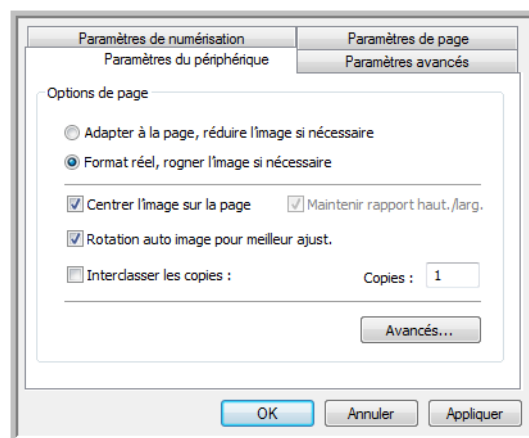 Paramètres de numérisation Paramètres de page
Paramètres du périphérique Paramètres avancés
Options de page
Adapter à la page, réduire l'image si nécessaire
Format réel, rogner l'image si nécessaire
Centrer l'image sur la page Maintenir rapport haut./larg.
Rotation auto image pour meilleur ajust.
Interclasser les copies : Copies : 1
Avancés...
OK Annuler Appliquer